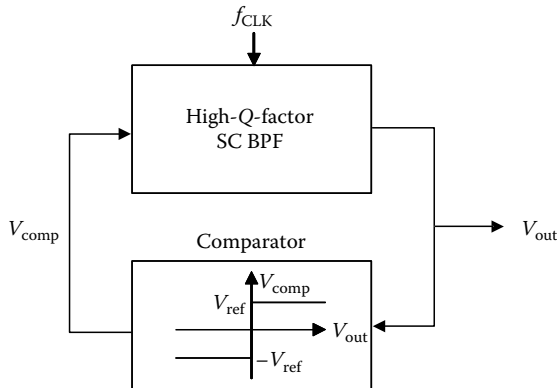 f_CLK
High-Q-factor
SC BPF
V_comp
V_out
Comparator
V_comp
V_ref
V_out
–V_ref